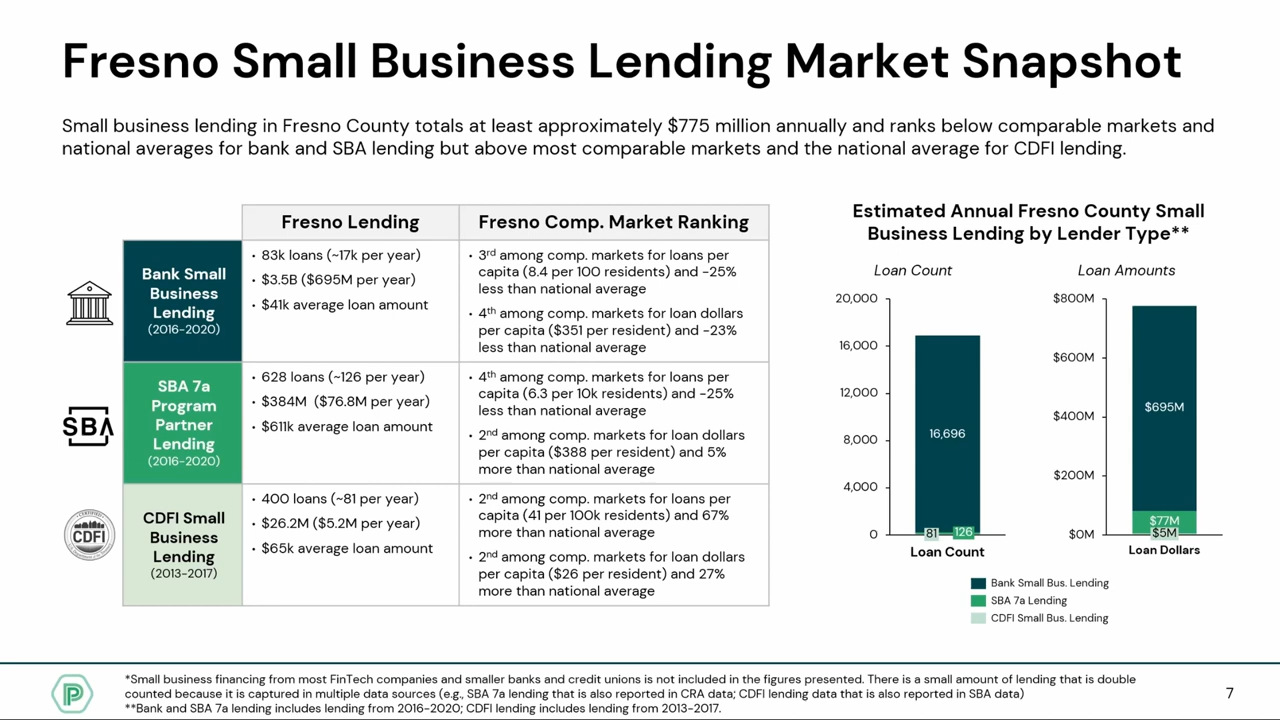 Fresno Small Business Lending Market Snapshot
Small business lending in Fresno County totals at least approximately $775 million annually and ranks below comparable markets and
national averages for bank and SBA lending but above most comparable markets and the national average for CDFI lending.
Fresno Lending
Fresno Comp. Market Ranking
Bank Small
Business
Lending
(2016-2020)
• 83k loans (~17k per year)
• $3.5B ($695M per year)
• $41k average loan amount
• 3rd among comp. markets for loans per
capita (8.4 per 100 residents) and -25%
less than national average
• 4th among comp. markets for loan dollars
per capita ($351 per resident) and -23%
less than national average
SBA
SBA 7a
Program
Partner
Lending
(2016-2020)
• 628 loans (~126 per year)
• $384M ($76.8M per year)
• $611k average loan amount
• 4th among comp. markets for loans per
capita (6.3 per 10k residents) and -25%
less than national average
• 2nd among comp. markets for loan dollars
per capita ($388 per resident) and 5%
more than national average
CDFI
CDFI Small
Business
Lending
(2013-2017)
• 400 loans (~81 per year)
• $26.2M ($5.2M per year)
• $65k average loan amount
• 2nd among comp. markets for loans per
capita (41 per 100k residents) and 67%
more than national average
• 2nd among comp. markets for loan dollars
per capita ($26 per resident) and 27%
more than national average
Estimated Annual Fresno County Small
Business Lending by Lender Type**
Loan Count
20,000
16,000
12,000
8,000
4,000
0
16,696
81
126
Loan Count
Loan Amounts
$800M
$600M
$400M
$200M
$0M
$695M
$77M
$5M
Loan Dollars
Bank Small Bus. Lending
SBA 7a Lending
CDFI Small Bus. Lending
P
*Small business financing from most FinTech companies and smaller banks and credit unions is not included in the figures presented. There is a small amount of lending that is double
counted because it is captured in multiple data sources (e.g., SBA 7a lending that is also reported in CRA data; CDFI lending data that is also reported in SBA data)
**Bank and SBA 7a lending includes lending from 2016-2020; CDFI lending includes lending from 2013-2017.
7